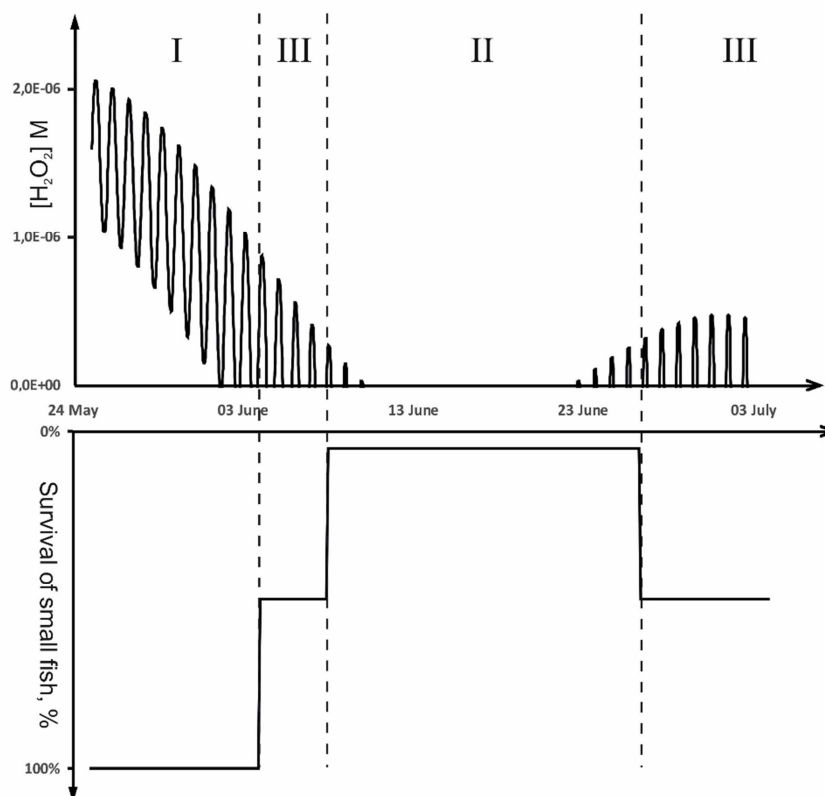 I III II III
2,0E-06
[H2O2] M
1,0E-06
0,0E+00
24 May 03 June 13 June 23 June 03 July
0%
Survival of small fish, %
100%